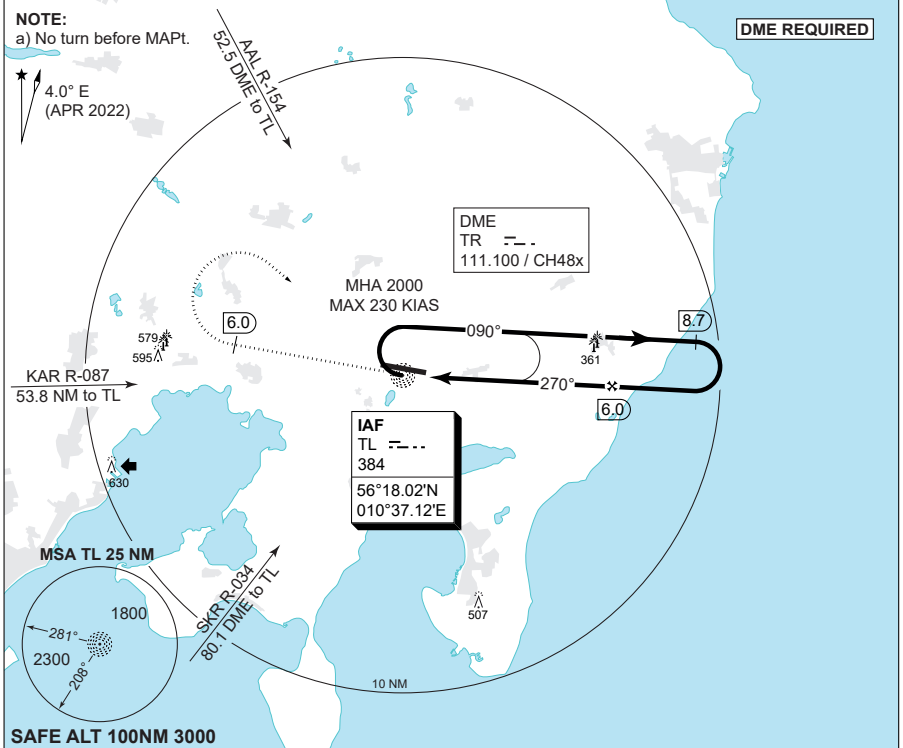 NOTE:
a) No turn before MAPt.
DME REQUIRED
4.0° E
(APR 2022)
AAL R-154
52.5 DME to TL
DME
TR
111.100 / CH48x
MHA 2000
MAX 230 KIAS
6.0
090°
8.7
579
595
361
KAR R-087
53.8 NM to TL
270°
6.0
IAF
TL
384
56°18.02'N
010°37.12'E
630
MSA TL 25 NM
1800
281°
2300
208°
SKR R-034
80.1 DME to TL
507
10 NM
SAFE ALT 100NM 3000